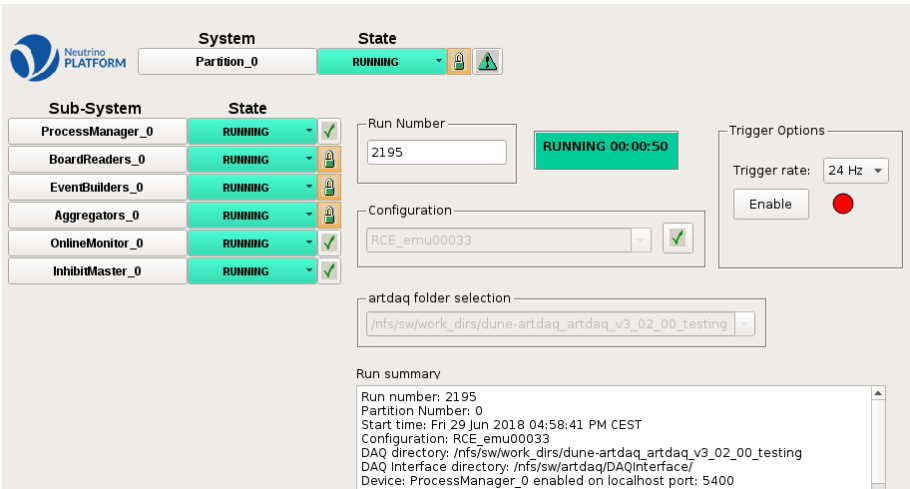 System State
Neutrino
PLATFORM
Partition_0 RUNNING
Sub-System State
ProcessManager_0 RUNNING
BoardReaders_0 RUNNING
EventBuilders_0 RUNNING
Aggregators_0 RUNNING
OnlineMonitor_0 RUNNING
InhibitMaster_0 RUNNING
Run Number
2195
RUNNING 00:00:50
Trigger Options
Trigger rate: 24 Hz
Enable
Configuration
RCE_emu00033
artdaq folder selection
/nfs/sw/work_dirs/dune-artdaq_artdaq_v3_02_00_testing
Run summary
Run number: 2195
Partition Number: 0
Start time: Fri 29 Jun 2018 04:58:41 PM CEST
Configuration: RCE_emu00033
DAQ directory: /nfs/sw/work_dirs/dune-artdaq_artdaq_v3_02_00_testing
DAQ Interface directory: /nfs/sw/artdaq/DAQInterface/
Device: ProcessManager_0 enabled on localhost port: 5400